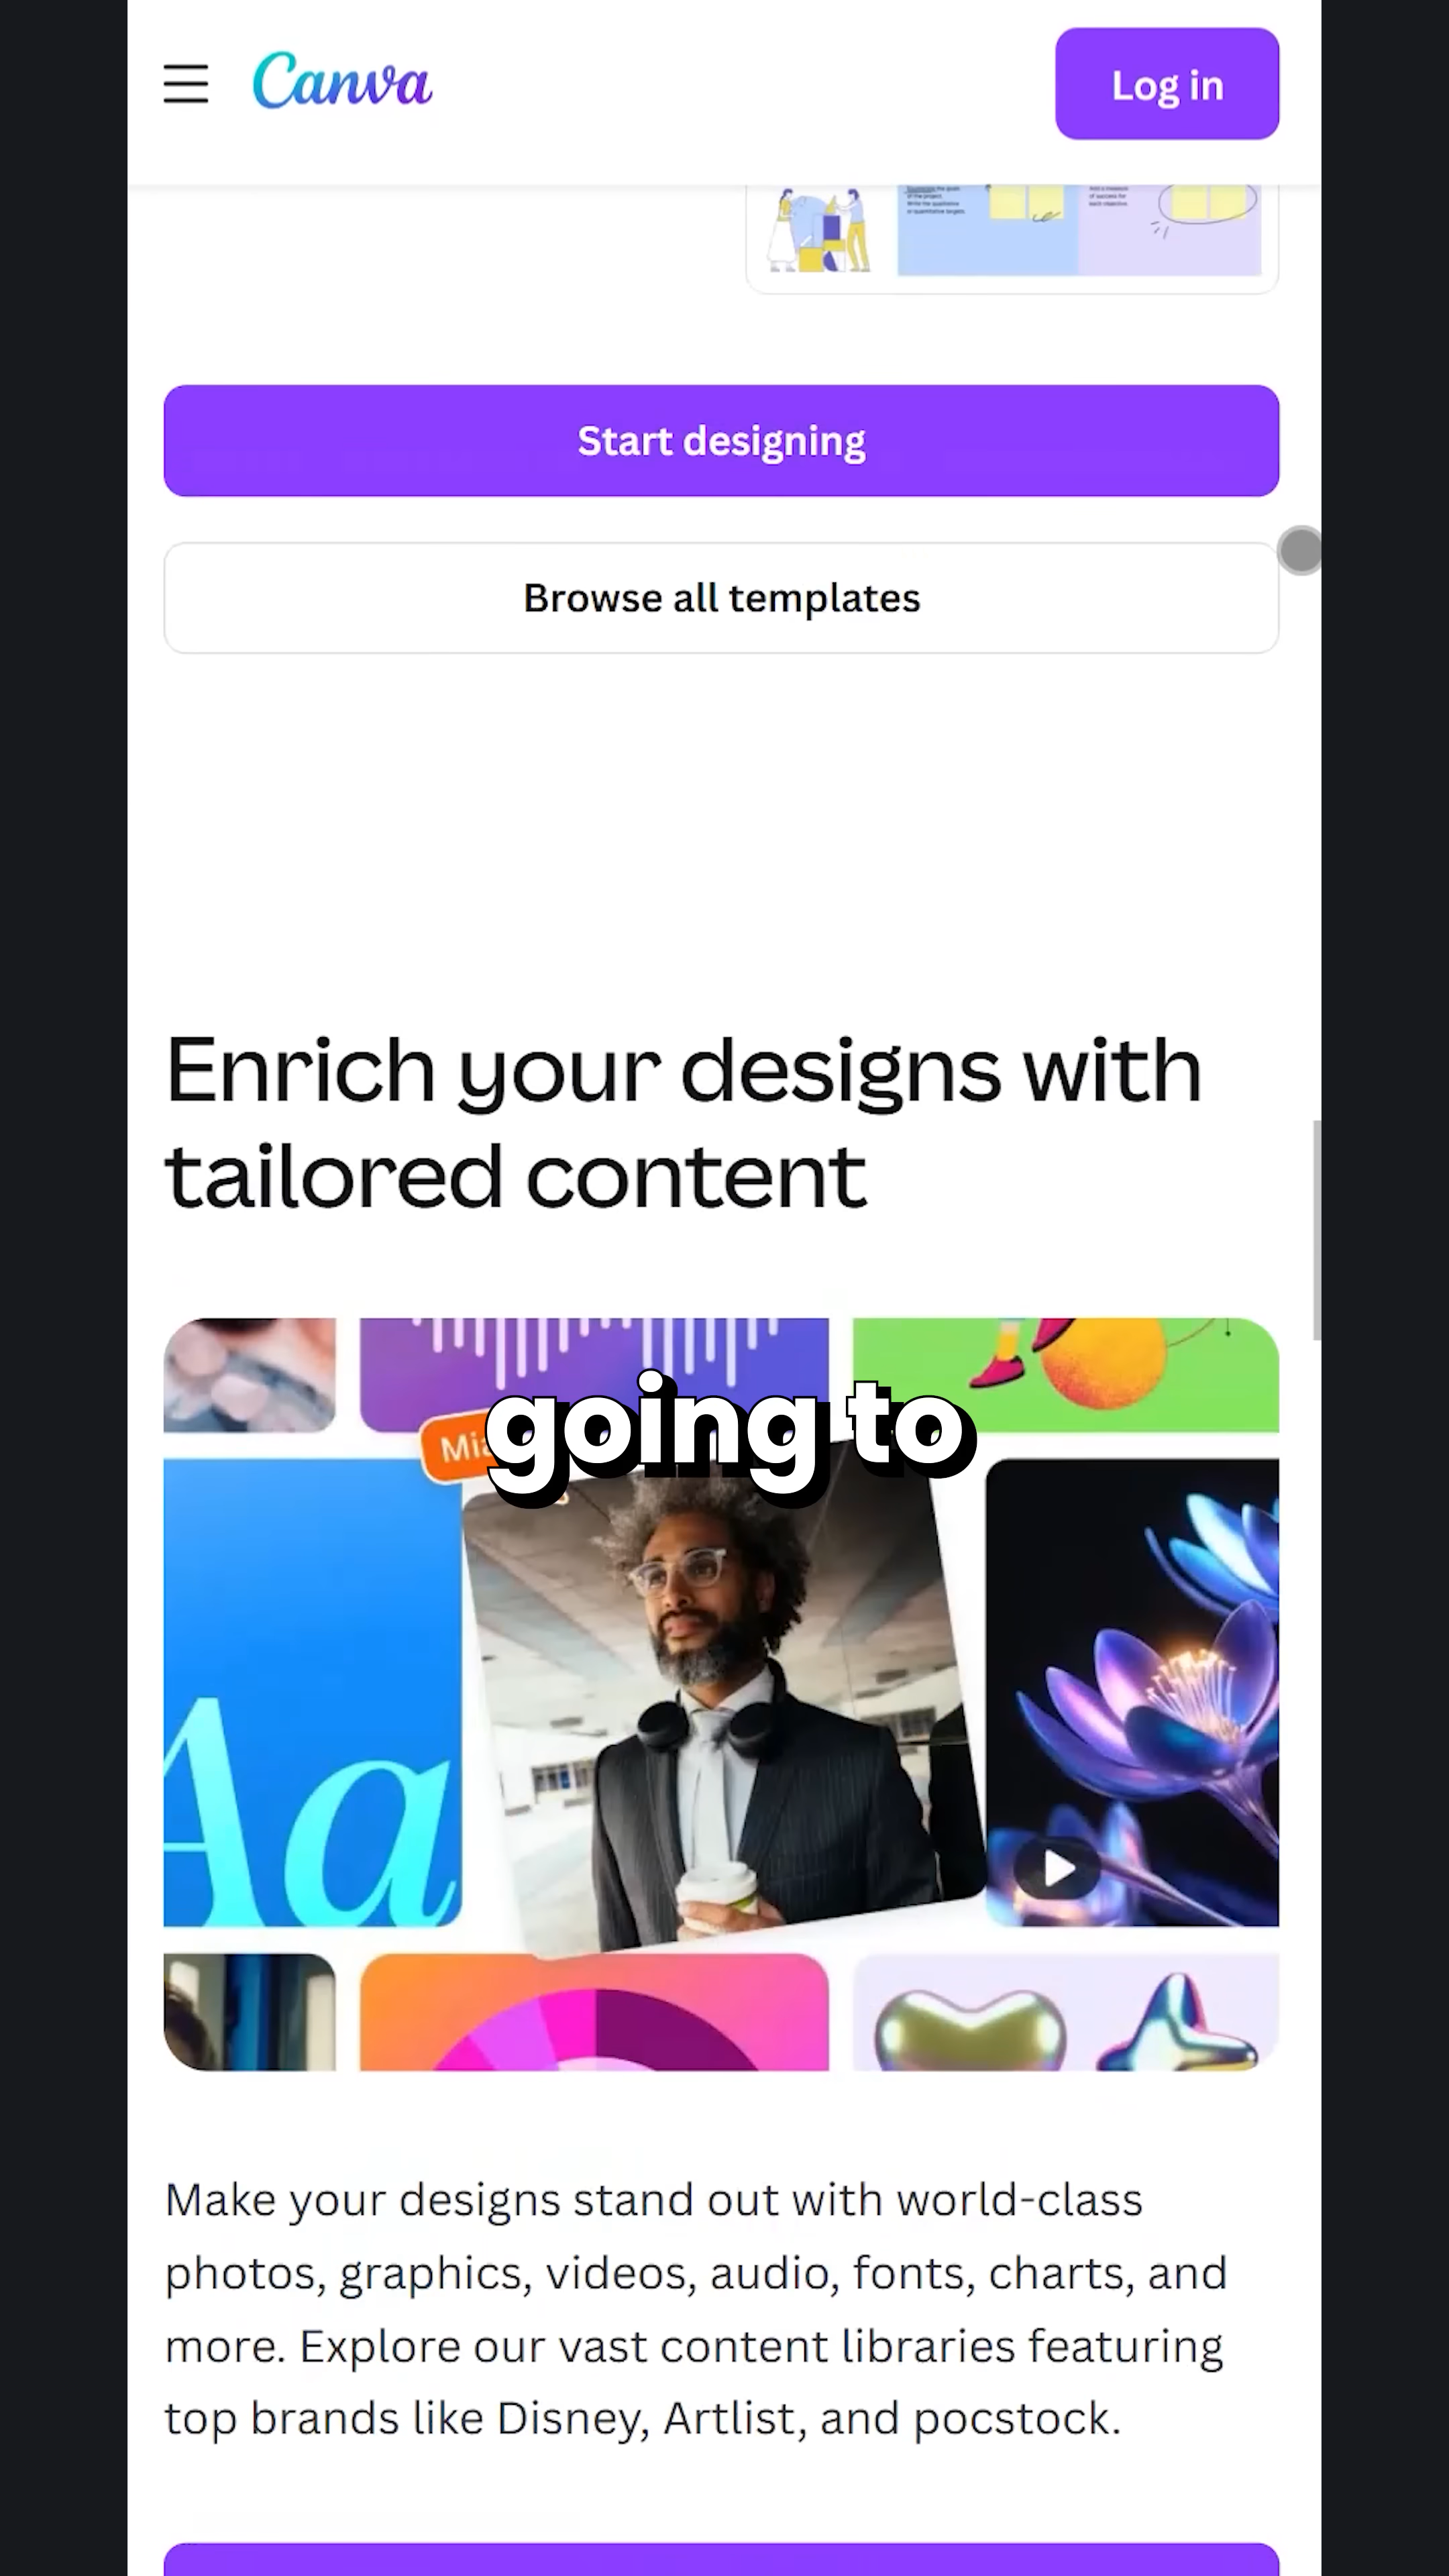 Canva
Log in
Start designing
Browse all templates
Enrich your designs with
tailored content
going to
Aa
Make your designs stand out with world-class
photos, graphics, videos, audio, fonts, charts, and
more. Explore our vast content libraries featuring
top brands like Disney, Artlist, and pocstock.